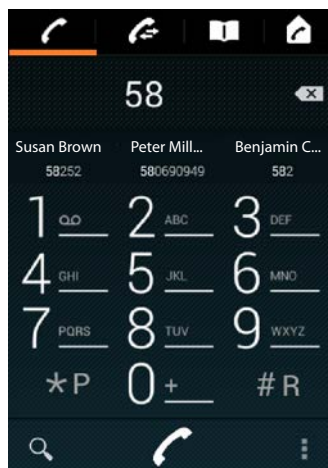 58
Susan Brown Peter Mill... Benjamin C...
58252 580690949 582
1 2 ABC 3 DEF
4 GHI 5 JKL 6 MNO
7 PQRS 8 TUV 9 WXYZ
*P 0 + #R